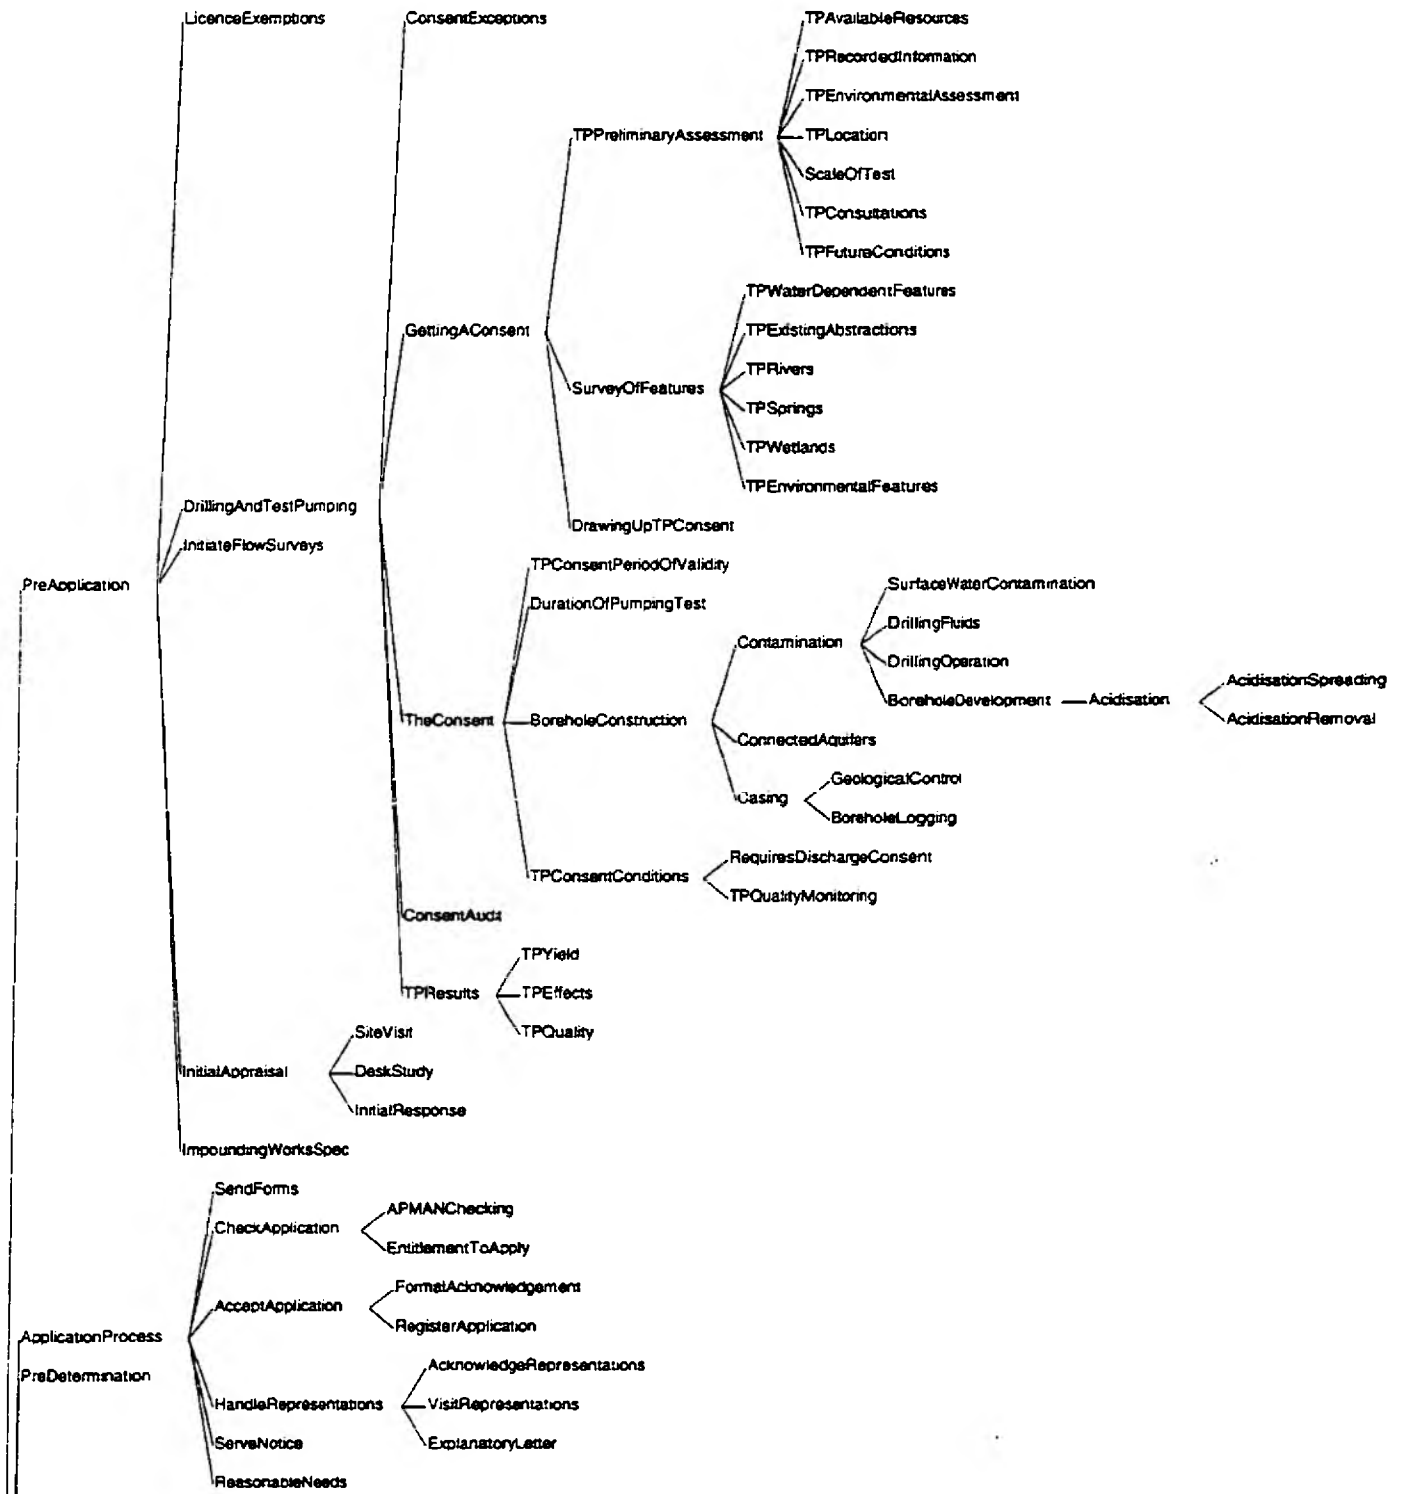 LicenceExemptions
ConsentExceptions
TPAvailableResources
TPRecordedInformation
TPEnvironmentalAssessment
TPPreliminaryAssessment
TPLocation
ScaleOfTest
TPConsultations
TPFutureConditions
TPWaterDependentFeatures
GettingAConsent
TPExistingAbstractions
TPRivers
SurveyOfFeatures
TPSprings
TPWetlands
TPEnvironmentalFeatures
DrillingAndTestPumping
DrawingUpTPConsent
InitiateFlowSurveys
TPConsentPeriodOfValidity
PreApplication
SurfaceWaterContamination
DurationOfPumpingTest
DrillingFluids
Contamination
DrillingOperation
AcidisationSpreading
BoreholeDevelopment
Acidisation
TheConsent
BoreholeConstruction
AcidisationRemoval
ConnectedAquifers
GeologicalControl
Casing
BoreholeLogging
RequiresDischargeConsent
TPConsentConditions
TPQualityMonitoring
ConsentAudit
TPYield
TPResults
TPEffects
SiteVisit
TPQuality
InitialAppraisal
DeskStudy
InitialResponse
ImpoundingWorksSpec
SendForms
APMANChecking
CheckApplication
EntitlementToApply
FormalAcknowledgement
AcceptApplication
RegisterApplication
ApplicationProcess
AcknowledgeRepresentations
PreDetermination
HandleRepresentations
VisitRepresentations
ServeNotice
ExplanatoryLetter
ReasonableNeeds